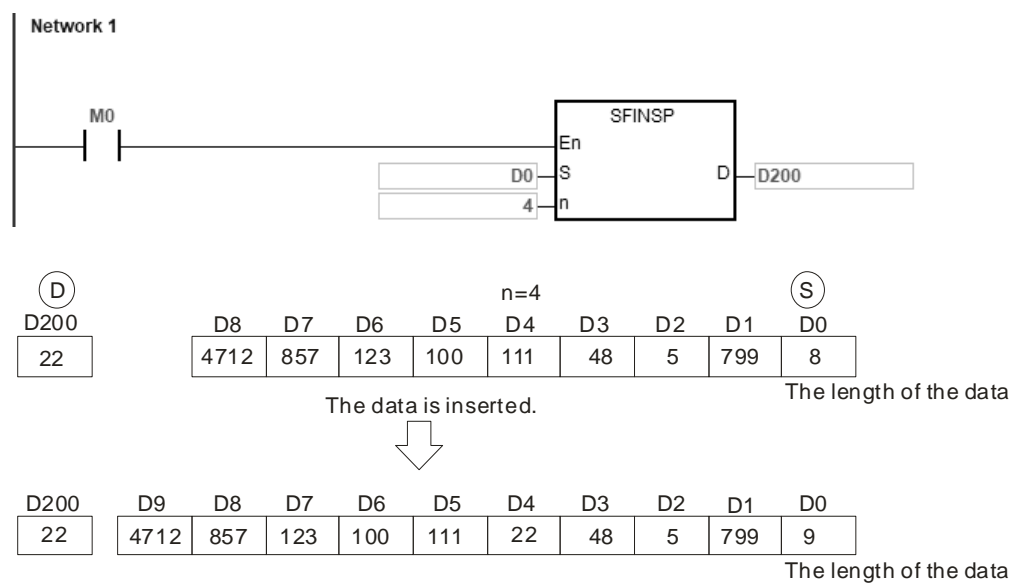 Network 1
M0
SFINSP
En
D0 S D D200
4 n
D n=4 S
D200 D8 D7 D6 D5 D4 D3 D2 D1 D0
22 4712 857 123 100 111 48 5 799 8
The length of the data
The data is inserted.
D200 D9 D8 D7 D6 D5 D4 D3 D2 D1 D0
22 4712 857 123 100 111 22 48 5 799 9
The length of the data